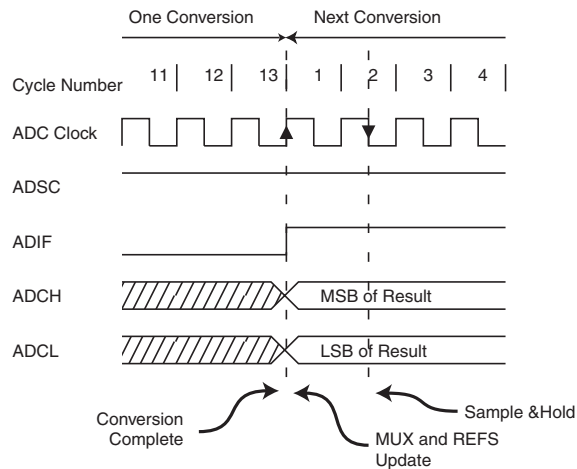 One Conversion Next Conversion
Cycle Number 11 12 13 1 2 3 4
ADC Clock
ADSC
ADIF
ADCH MSB of Result
ADCL LSB of Result
Conversion
Complete
MUX and REFS
Update
Sample &Hold